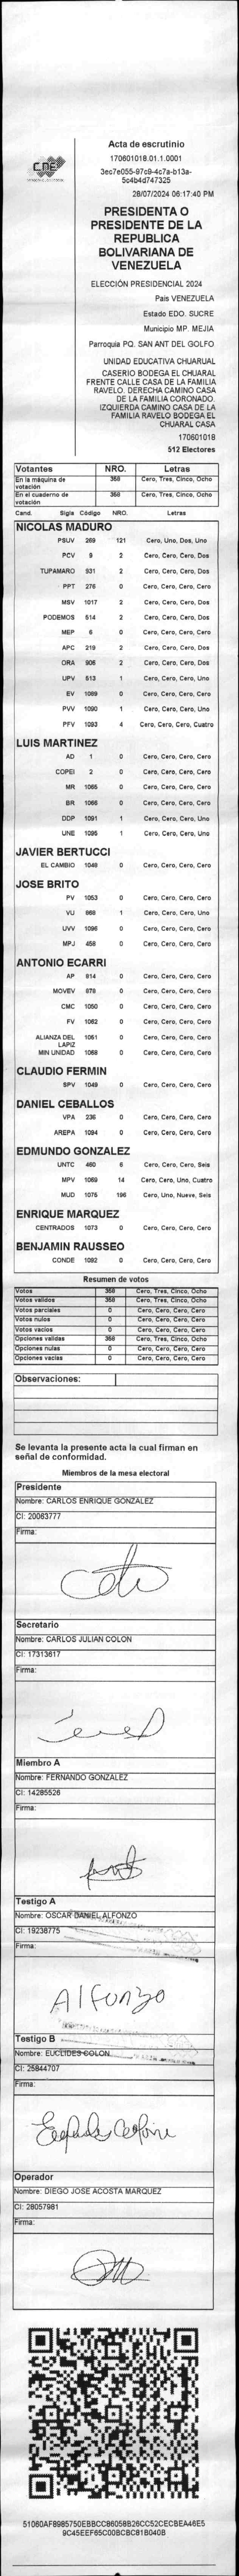 CNE
Acta de escrutinio
170601018.01.1.0001
3ec7e055-97c9-4c7a-b13a-
5c4b4d747325
28/07/2024 06:17:40 PM
PRESIDENTA O
PRESIDENTE DE LA
REPUBLICA
BOLIVARIANA DE
VENEZUELA
ELECCIÓN PRESIDENCIAL 2024
Pais VENEZUELA
Estado EDO. SUCRE
Municipio MP. MEJIA
Parroquia PQ. SAN ANT DEL GOLFO
UNIDAD EDUCATIVA CHUARUAL
CASERIO BODEGA EL CHUARAL
FRENTE CALLE CASA DE LA FAMILIA
RAVELO. DERECHA CAMINO CASA
DE LA FAMILIA CORONADO.
IZQUIERDA CAMINO CASA DE LA
FAMILIA RAVELO BODEGA EL
CHUARAL CASA
170601018
512 Electores
Votantes NRO. Letras
En la máquina de votación 358 Cero, Tres, Cinco, Ocho
En el cuaderno de votación 358 Cero, Tres, Cinco, Ocho
Cand. Sigla Código NRO. Letras
NICOLAS MADURO
PSUV 269 121 Cero, Uno, Dos, Uno
PCV 9 2 Cero, Cero, Cero, Dos
TUPAMARO 931 2 Cero, Cero, Cero, Dos
PPT 276 0 Cero, Cero, Cero, Cero
MSV 1017 2 Cero, Cero, Cero, Dos
PODEMOS 514 2 Cero, Cero, Cero, Dos
MEP 6 0 Cero, Cero, Cero, Cero
APC 219 2 Cero, Cero, Cero, Dos
ORA 906 2 Cero, Cero, Cero, Dos
UPV 513 1 Cero, Cero, Cero, Uno
EV 1089 0 Cero, Cero, Cero, Cero
PVV 1090 1 Cero, Cero, Cero, Uno
PFV 1093 4 Cero, Cero, Cero, Cuatro
LUIS MARTINEZ
AD 1 0 Cero, Cero, Cero, Cero
COPEI 2 0 Cero, Cero, Cero, Cero
MR 1065 0 Cero, Cero, Cero, Cero
BR 1066 0 Cero, Cero, Cero, Cero
DDP 1091 1 Cero, Cero, Cero, Uno
UNE 1095 1 Cero, Cero, Cero, Uno
JAVIER BERTUCCI
EL CAMBIO 1048 0 Cero, Cero, Cero, Cero
JOSE BRITO
PV 1053 0 Cero, Cero, Cero, Cero
VU 968 1 Cero, Cero, Cero, Uno
UVV 1096 0 Cero, Cero, Cero, Cero
MPJ 458 0 Cero, Cero, Cero, Cero
ANTONIO ECARRI
AP 914 0 Cero, Cero, Cero, Cero
MOVEV 878 0 Cero, Cero, Cero, Cero
CMC 1050 0 Cero, Cero, Cero, Cero
FV 1062 0 Cero, Cero, Cero, Cero
ALIANZA DEL LAPIZ 1051 0 Cero, Cero, Cero, Cero
MIN UNIDAD 1068 0 Cero, Cero, Cero, Cero
CLAUDIO FERMIN
SPV 1049 0 Cero, Cero, Cero, Cero
DANIEL CEBALLOS
VPA 236 0 Cero, Cero, Cero, Cero
AREPA 1094 0 Cero, Cero, Cero, Cero
EDMUNDO GONZALEZ
UNTC 460 6 Cero, Cero, Cero, Seis
MPV 1069 14 Cero, Cero, Uno, Cuatro
MUD 1075 196 Cero, Uno, Nueve, Seis
ENRIQUE MARQUEZ
CENTRADOS 1073 0 Cero, Cero, Cero, Cero
BENJAMIN RAUSSEO
CONDE 1092 0 Cero, Cero, Cero, Cero
Resumen de votos
Votos 358 Cero, Tres, Cinco, Ocho
Votos validos 358 Cero, Tres, Cinco, Ocho
Votos parciales 0 Cero, Cero, Cero, Cero
Votos nulos 0 Cero, Cero, Cero, Cero
Votos vacios 0 Cero, Cero, Cero, Cero
Opciones validas 358 Cero, Tres, Cinco, Ocho
Opciones nulas 0 Cero, Cero, Cero, Cero
Opciones vacias 0 Cero, Cero, Cero, Cero
Observaciones:
Se levanta la presente acta la cual firman en
señal de conformidad.
Miembros de la mesa electoral
Presidente
Nombre: CARLOS ENRIQUE GONZALEZ
CI: 20063777
Firma:
Secretario
Nombre: CARLOS JULIAN COLON
CI: 17313617
Firma:
Miembro A
Nombre: FERNANDO GONZALEZ
CI: 14285526
Firma:
Testigo A
Nombre: OSCAR DANIEL ALFONZO
CI: 19238775
Firma:
Alfonzo
Testigo B
Nombre: EUCLIDES COLON
CI: 25844707
Firma:
Operador
Nombre: DIEGO JOSE ACOSTA MARQUEZ
CI: 28057981
Firma:
51060AF8985750EBBCC86058B26CC52CECBEA46E5
9C45EEF65C00BCBC81B040B